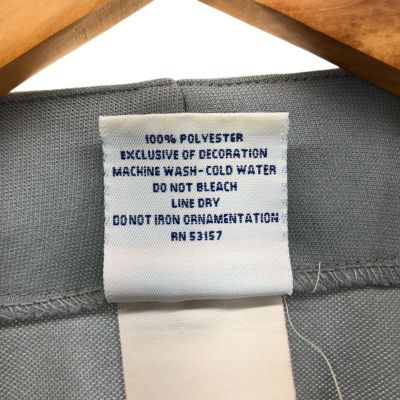 100% POLYESTER
EXCLUSIVE OF DECORATION
MACHINE WASH-COLD WATER
DO NOT BLEACH
LINE DRY
DO NOT IRON ORNAMENTATION
RN 53157